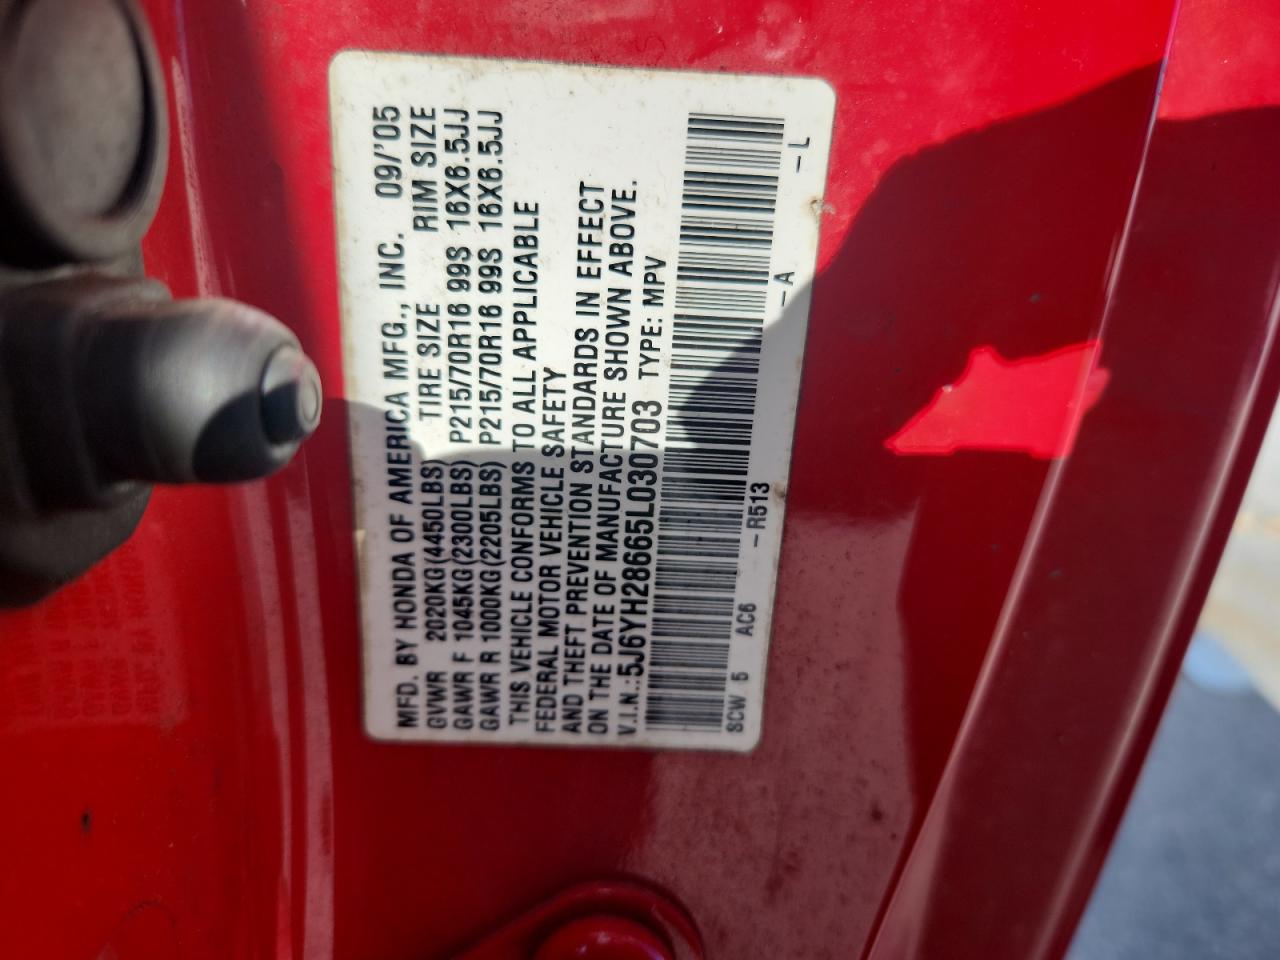 MFD. BY HONDA OF AMERICA MFG., INC. 09/'05
GVWR 2020KG(4450LBS) TIRE SIZE RIM SIZE
GAWR F 1045KG(2300LBS) P215/70R16 99S 16X6.5JJ
GAWR R 1000KG(2205LBS) P215/70R16 99S 16X6.5JJ
THIS VEHICLE CONFORMS TO ALL APPLICABLE
FEDERAL MOTOR VEHICLE SAFETY
AND THEFT PREVENTION STANDARDS IN EFFECT
ON THE DATE OF MANUFACTURE SHOWN ABOVE.
V.I.N.:5J6YH28665L030703 TYPE: MPV
SCW 5 AC6 – R513 – A – L